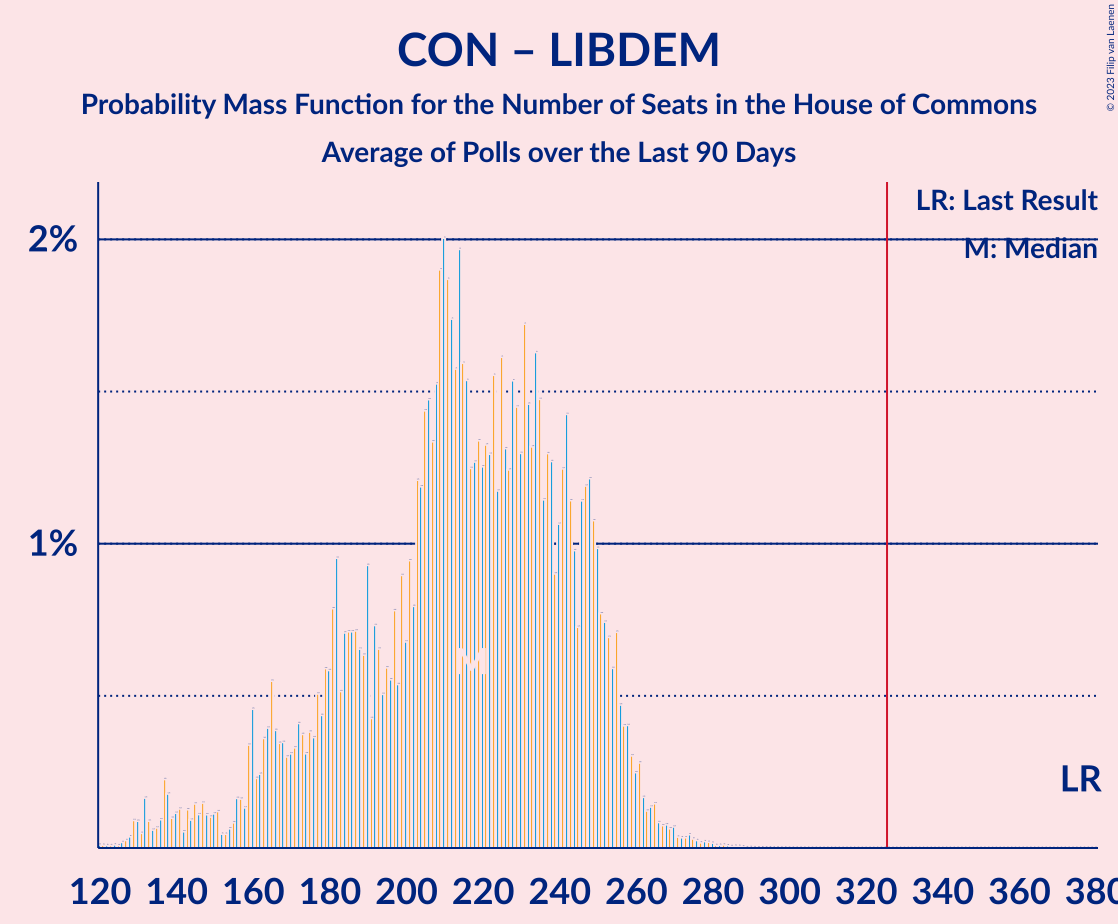 CON – LIBDEM
Probability Mass Function for the Number of Seats in the House of Commons
Average of Polls over the Last 90 Days
© 2023 Filip van Laenen
LR: Last Result
M: Median
2%
1%
M
LR
120 140 160 180 200 220 240 260 280 300 320 340 360 380